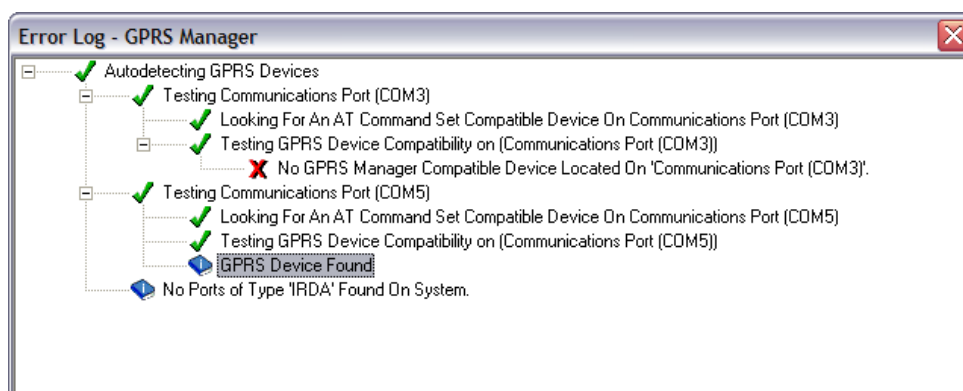 Error Log - GPRS Manager
Autodetecting GPRS Devices
Testing Communications Port (COM3)
Looking For An AT Command Set Compatible Device On Communications Port (COM3)
Testing GPRS Device Compatibility on (Communications Port (COM3))
No GPRS Manager Compatible Device Located On 'Communications Port (COM3)'.
Testing Communications Port (COM5)
Looking For An AT Command Set Compatible Device On Communications Port (COM5)
Testing GPRS Device Compatibility on (Communications Port (COM5))
GPRS Device Found
No Ports of Type 'IRDA' Found On System.